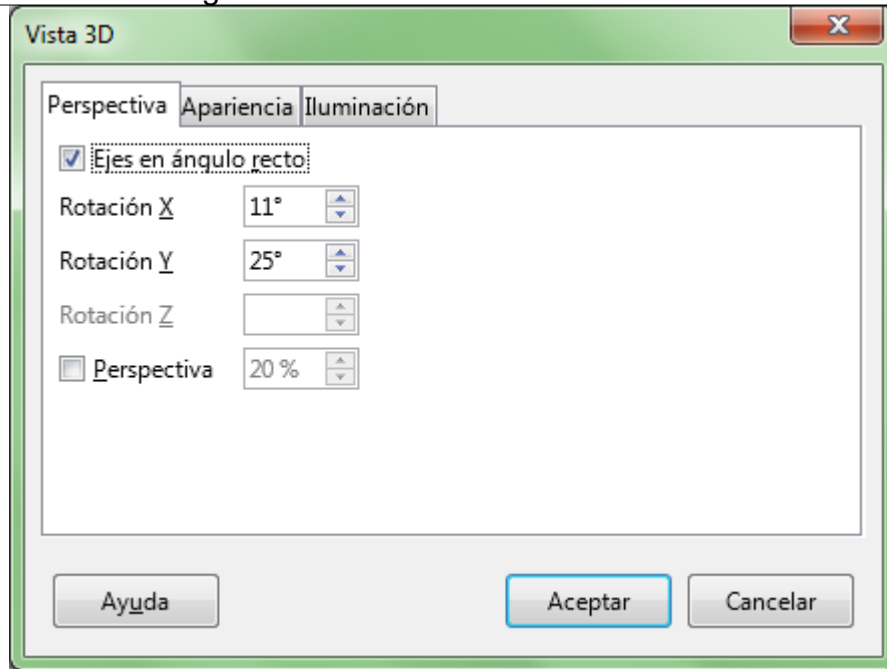 Vista 3D
Perspectiva Apariencia Iluminación
Ejes en ángulo recto
Rotación X 11°
Rotación Y 25°
Rotación Z
Perspectiva 20 %
Ayuda Aceptar Cancelar